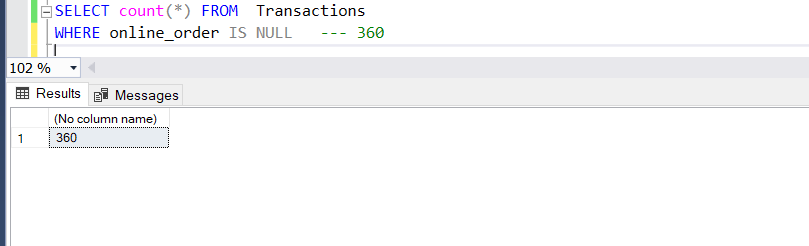 SELECT count(*) FROM  Transactions
WHERE online_order IS NULL   --- 360
102 %
Results Messages
(No column name)
1 360